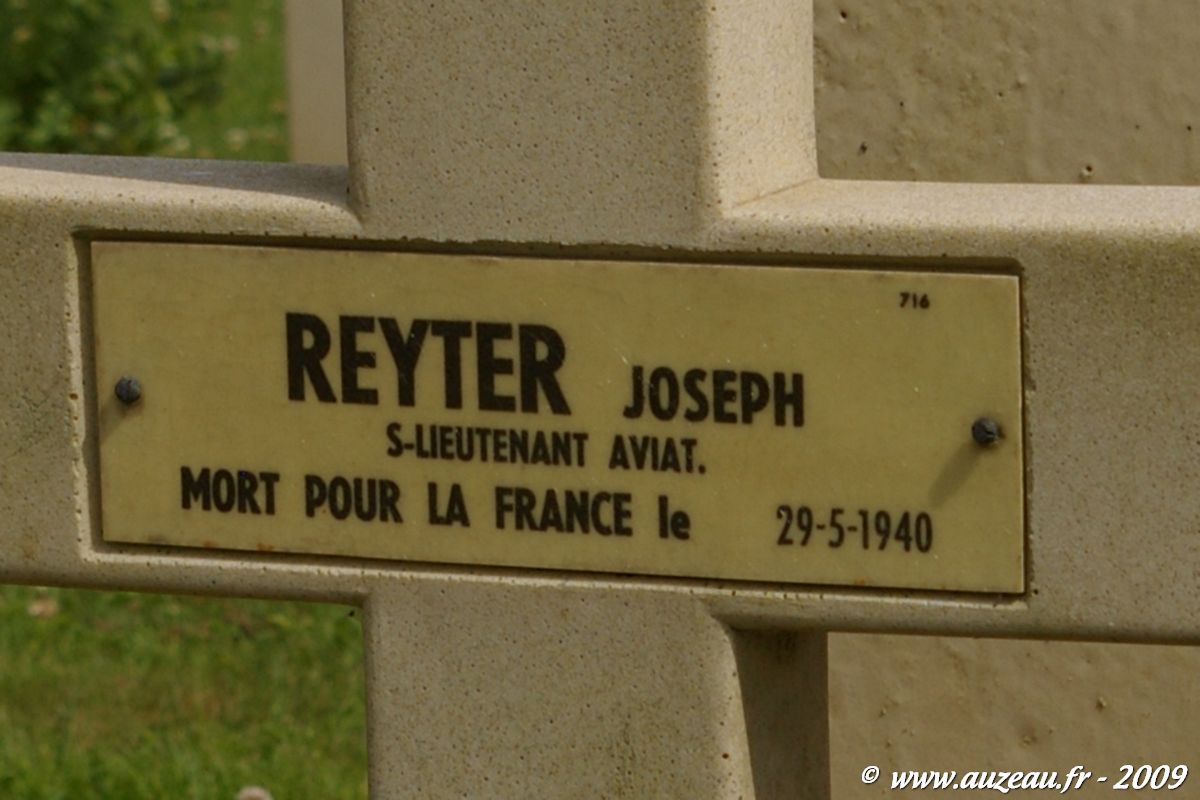 716
REYTER JOSEPH
S-LIEUTENANT AVIAT.
MORT POUR LA FRANCE le 29-5-1940
© www.auzeau.fr - 2009